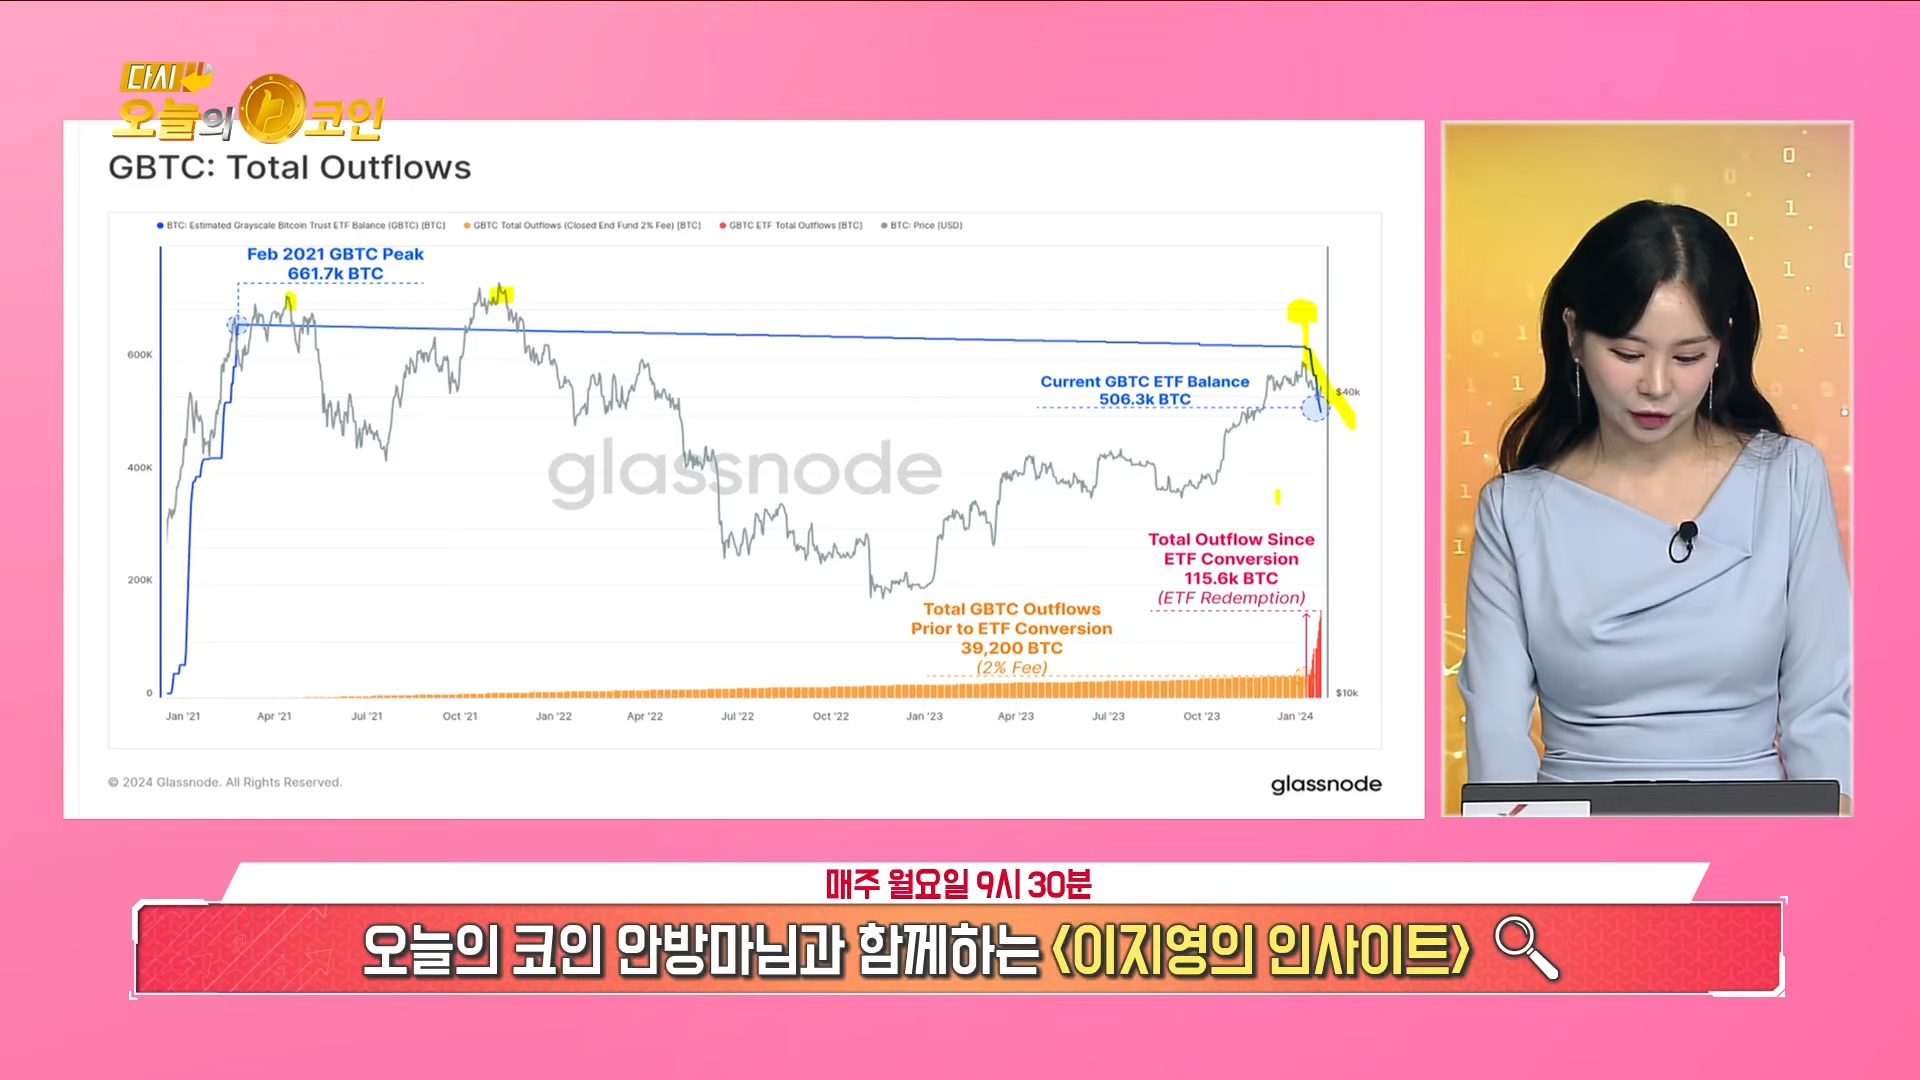 다시
오늘의 코인
GBTC: Total Outflows
BTC: Estimated Grayscale Bitcoin Trust ETF Balance (GBTC) [BTC] GBTC Total Outflows (Closed End Fund 2% Fee) [BTC] GBTC ETF Total Outflows [BTC] BTC: Price [USD]
Feb 2021 GBTC Peak
661.7k BTC
600K
400K
200K
0
Current GBTC ETF Balance
506.3k BTC
$40k
$10k
glassnode
Total Outflow Since
ETF Conversion
115.6k BTC
(ETF Redemption)
Total GBTC Outflows
Prior to ETF Conversion
39,200 BTC
(2% Fee)
Jan '21 Apr '21 Jul '21 Oct '21 Jan '22 Apr '22 Jul '22 Oct '22 Jan '23 Apr '23 Jul '23 Oct '23 Jan '24
© 2024 Glassnode. All Rights Reserved.
glassnode
매주 월요일 9시 30분
오늘의 코인 안방마님과 함께하는 <이지영의 인사이트>